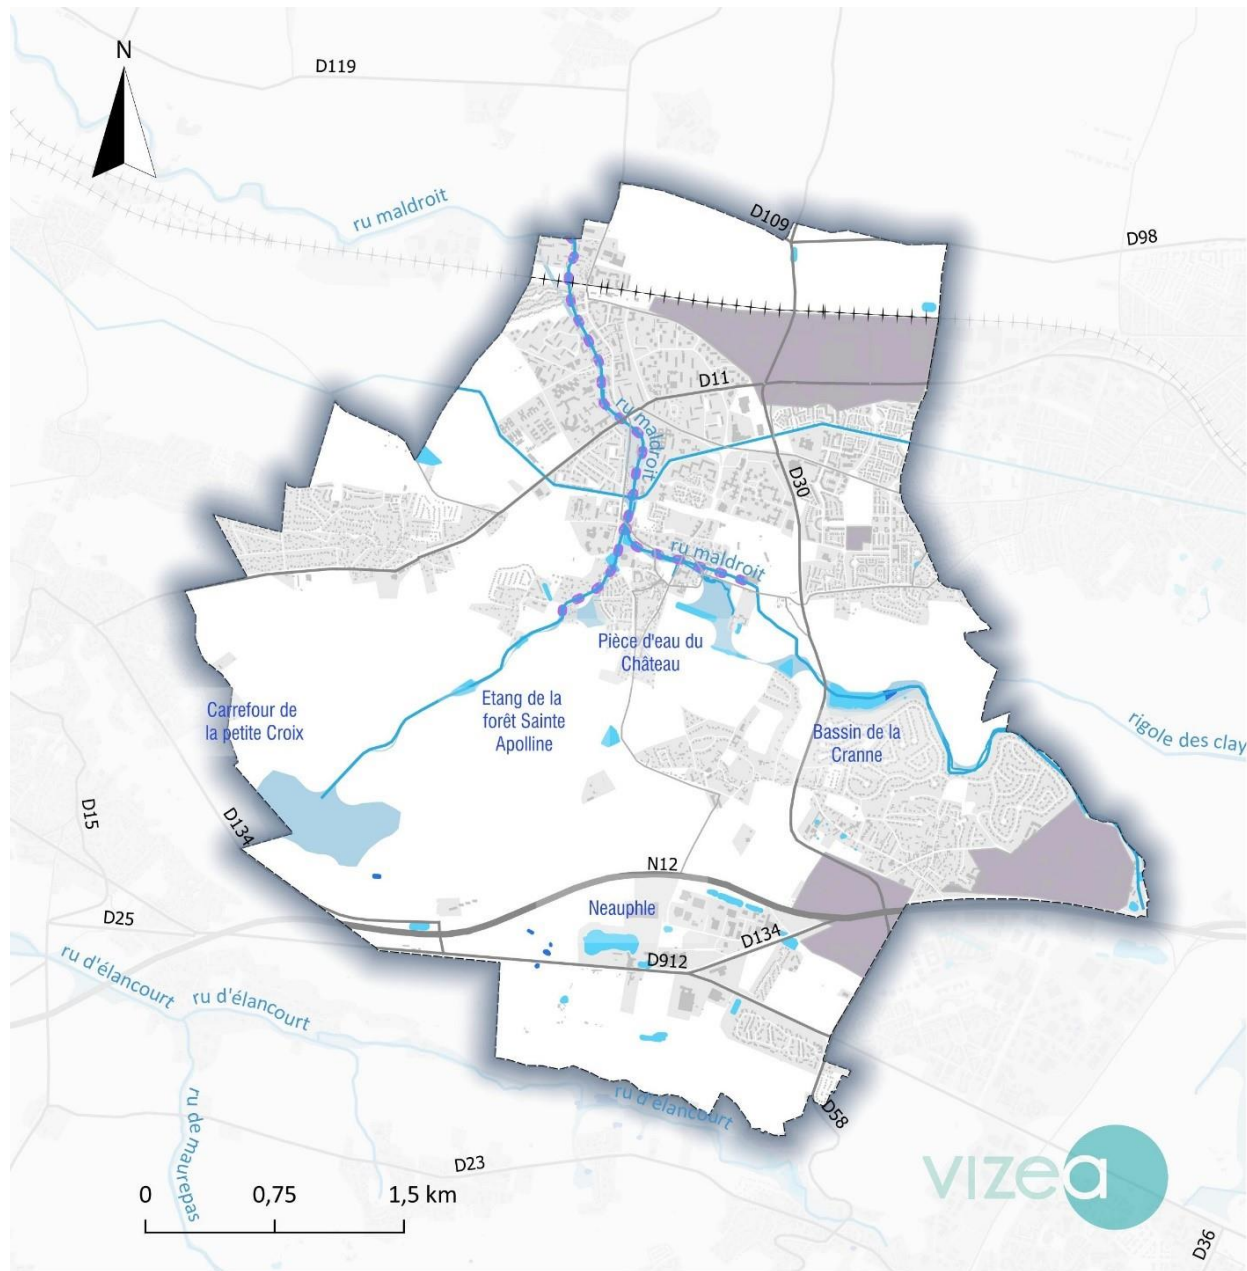 N
D119
ru maldroit
D109
D98
D11
ru maldroit
D30
ru maldroit
Pièce d'eau du
Château
Carrefour de
la petite Croix
Etang de la
forêt Sainte
Apolline
Bassin de la
Cranne
rigole des clay
D15
D134
N12
Neauphle
D25
D134
D912
ru d'élancourt
ru d'élancourt
ru d'élancourt
ru de maurepas
D58
D23
0
0,75
1,5 km
vizea
D36